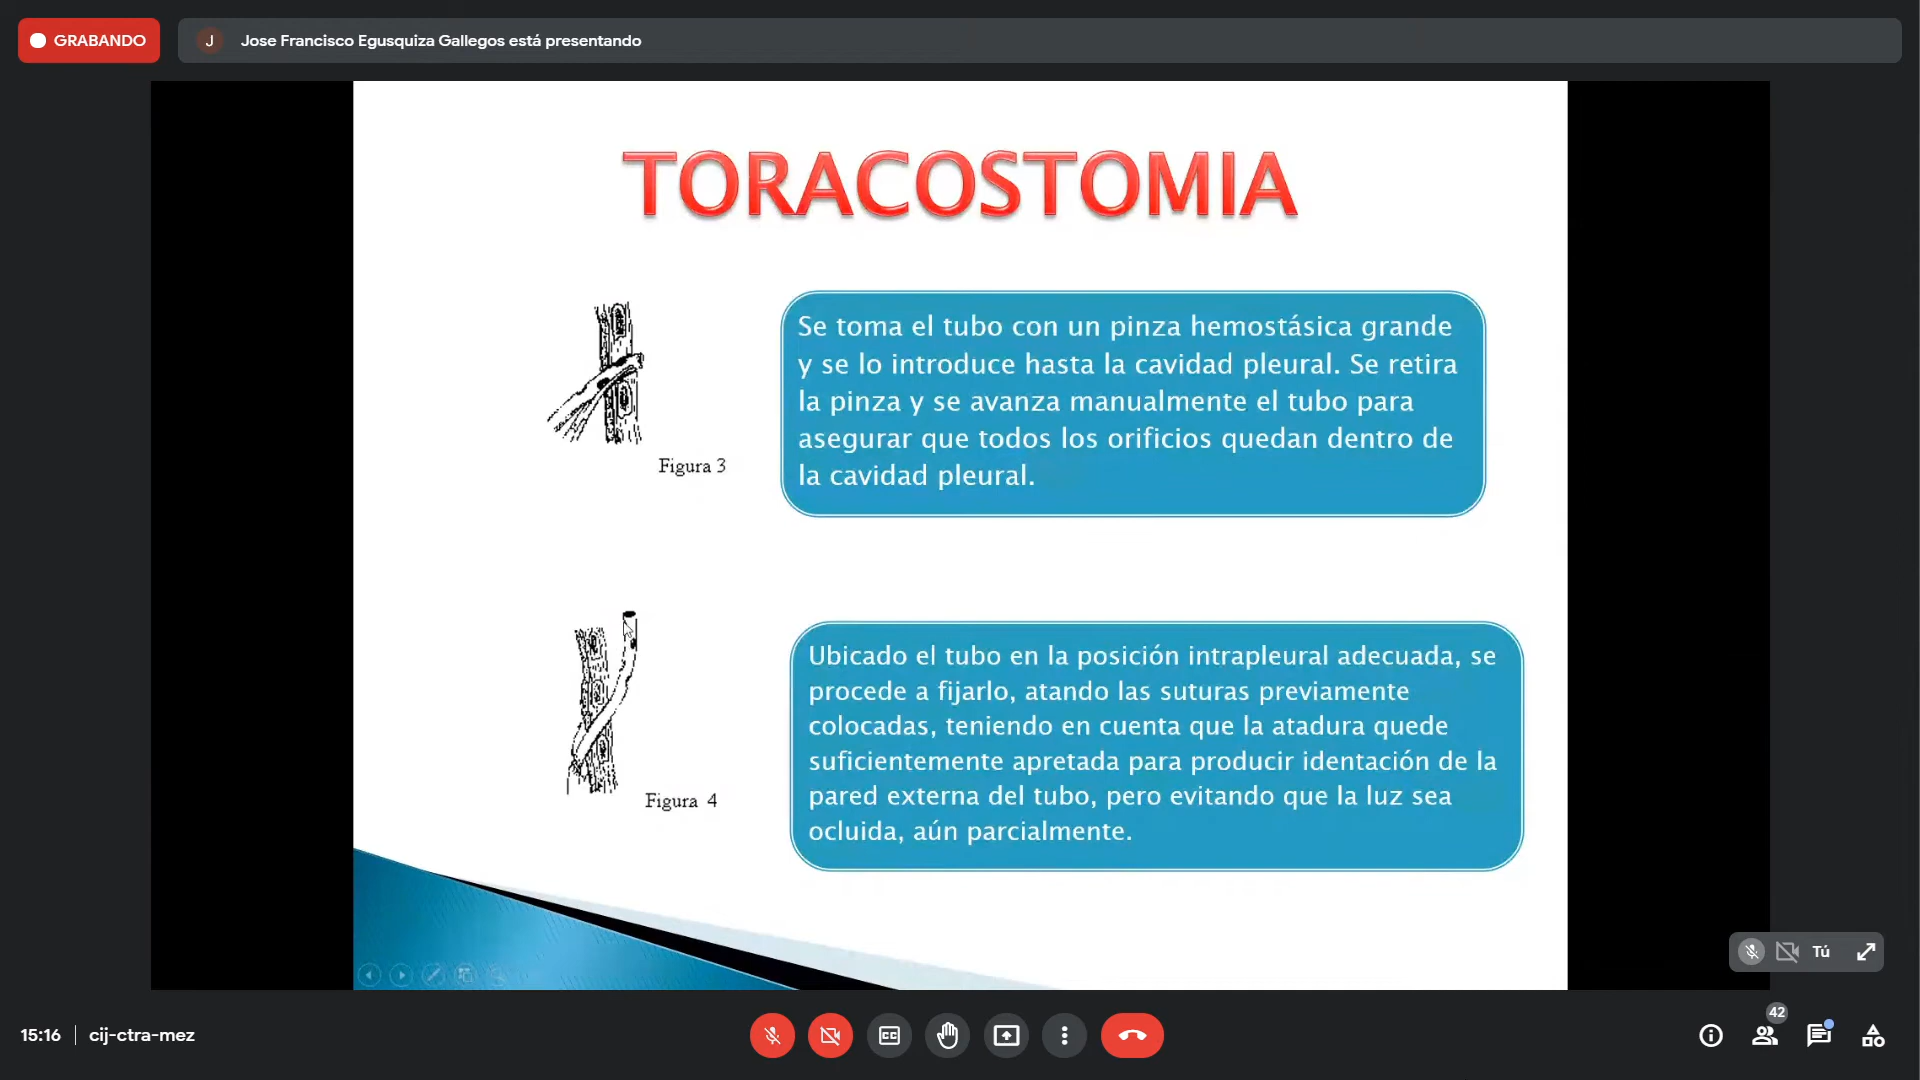 GRABANDO
J
Jose Francisco Egusquiza Gallegos está presentando
TORACOSTOMIA
Se toma el tubo con un pinza hemostásica grande
y se lo introduce hasta la cavidad pleural. Se retira
la pinza y se avanza manualmente el tubo para
asegurar que todos los orificios quedan dentro de
la cavidad pleural.
Figura 3
Ubicado el tubo en la posición intrapleural adecuada, se
procede a fijarlo, atando las suturas previamente
colocadas, teniendo en cuenta que la atadura quede
suficientemente apretada para producir identación de la
pared externa del tubo, pero evitando que la luz sea
ocluida, aún parcialmente.
Figura 4
Tú
15:16
cij-ctra-mez
CC
42